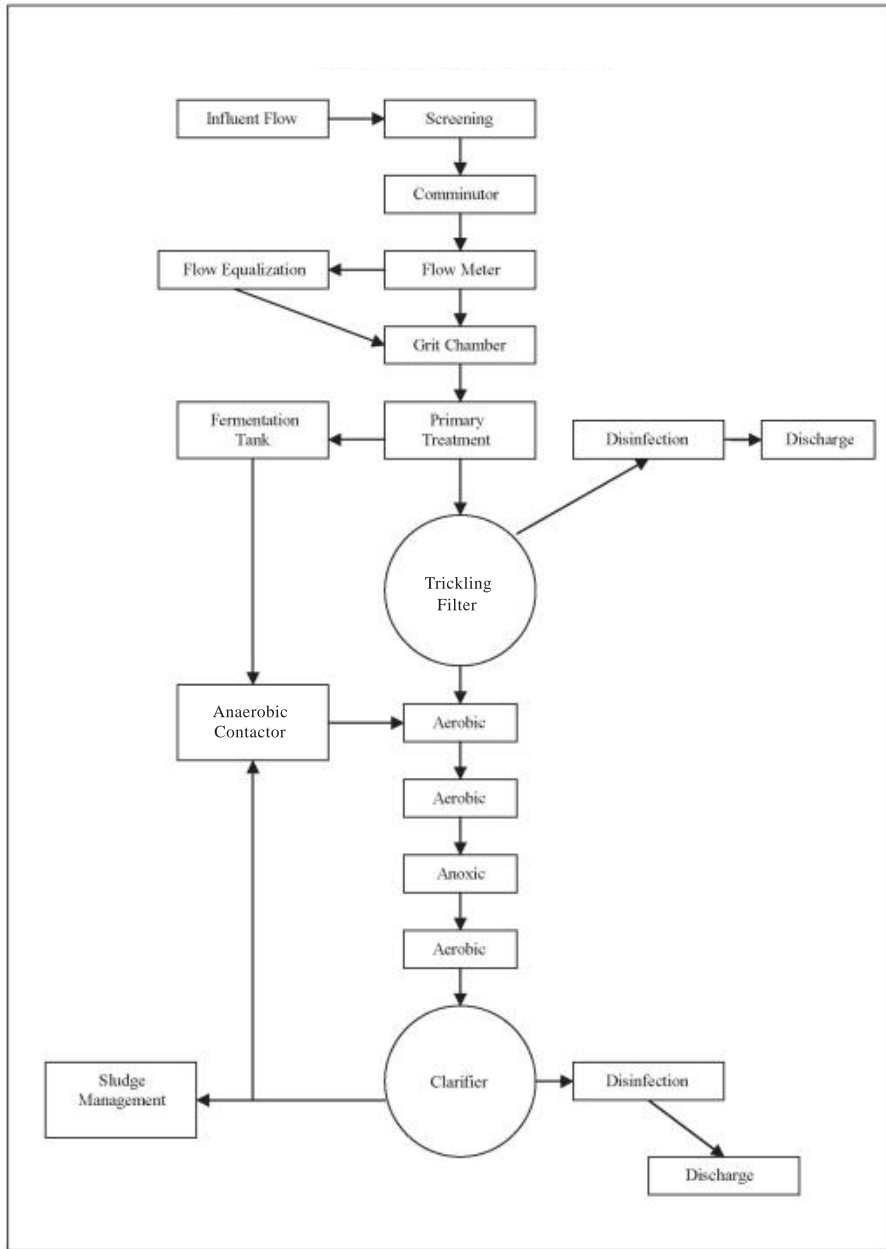 Influent Flow
Screening
Comminutor
Flow Equalization
Flow Meter
Grit Chamber
Fermentation
Tank
Primary
Treatment
Disinfection
Discharge
Trickling
Filter
Anaerobic
Contactor
Aerobic
Aerobic
Anoxic
Aerobic
Sludge
Management
Clarifier
Disinfection
Discharge